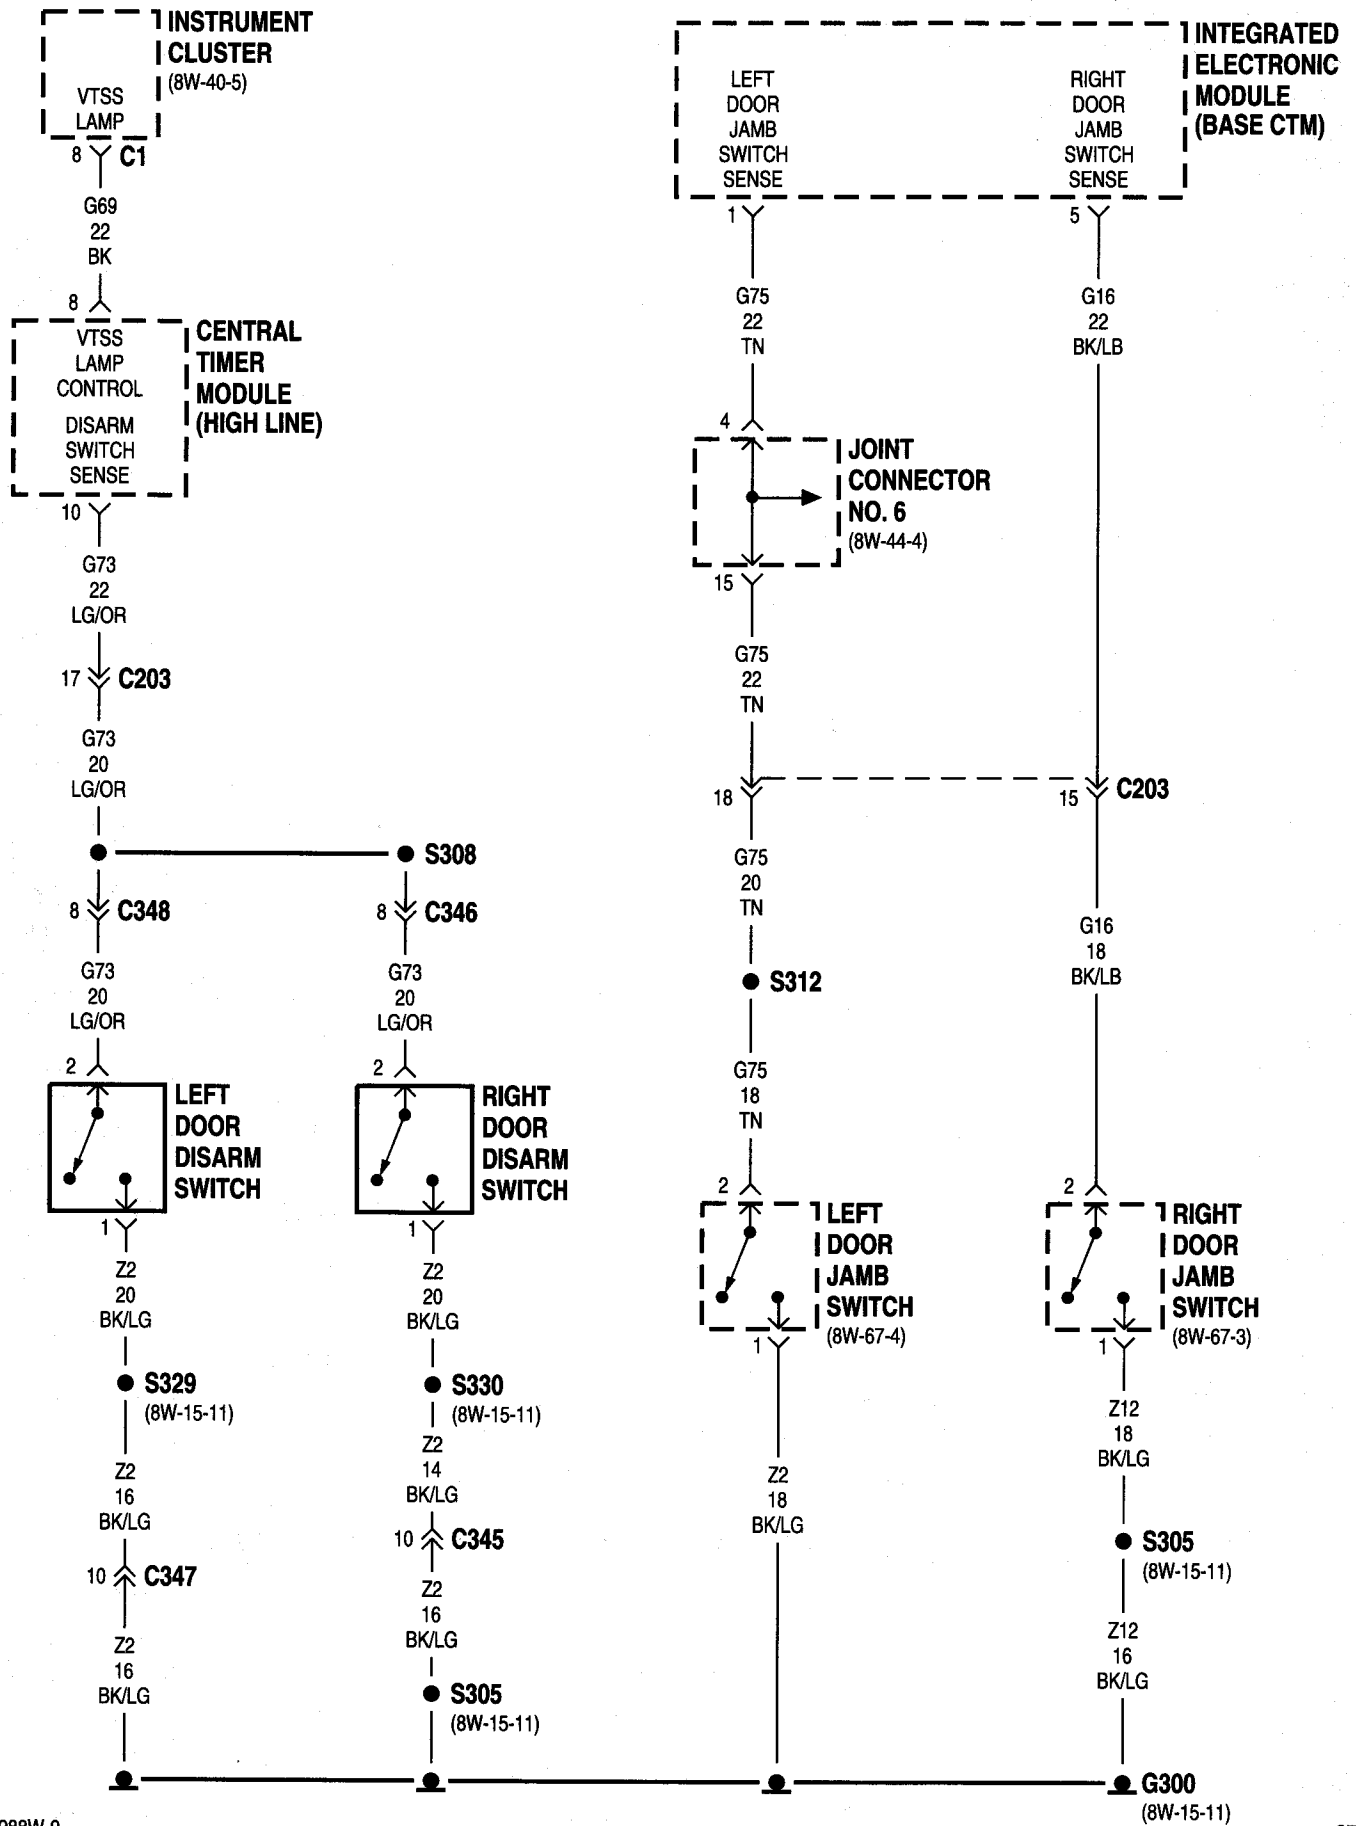 INSTRUMENT
CLUSTER
(8W-40-5)
VTSS
LAMP
8 C1
G69
22
BK
8
VTSS
LAMP
CONTROL
DISARM
SWITCH
SENSE
CENTRAL
TIMER
MODULE
(HIGH LINE)
10
G73
22
LG/OR
17 C203
G73
20
LG/OR
S308
8 C348
G73
20
LG/OR
2
LEFT
DOOR
DISARM
SWITCH
1
Z2
20
BK/LG
S329
(8W-15-11)
Z2
16
BK/LG
10 C347
Z2
16
BK/LG
8 C346
G73
20
LG/OR
2
RIGHT
DOOR
DISARM
SWITCH
1
Z2
20
BK/LG
S330
(8W-15-11)
Z2
14
BK/LG
10 C345
Z2
16
BK/LG
S305
(8W-15-11)
INTEGRATED
ELECTRONIC
MODULE
(BASE CTM)
LEFT
DOOR
JAMB
SWITCH
SENSE
RIGHT
DOOR
JAMB
SWITCH
SENSE
1
G75
22
TN
4
JOINT
CONNECTOR
NO. 6
(8W-44-4)
15
G75
22
TN
18
G75
20
TN
S312
G75
18
TN
2
LEFT
DOOR
JAMB
SWITCH
(8W-67-4)
1
Z2
18
BK/LG
5
G16
22
BK/LB
15 C203
G16
18
BK/LB
2
RIGHT
DOOR
JAMB
SWITCH
(8W-67-3)
1
Z12
18
BK/LG
S305
(8W-15-11)
Z12
16
BK/LG
G300
(8W-15-11)